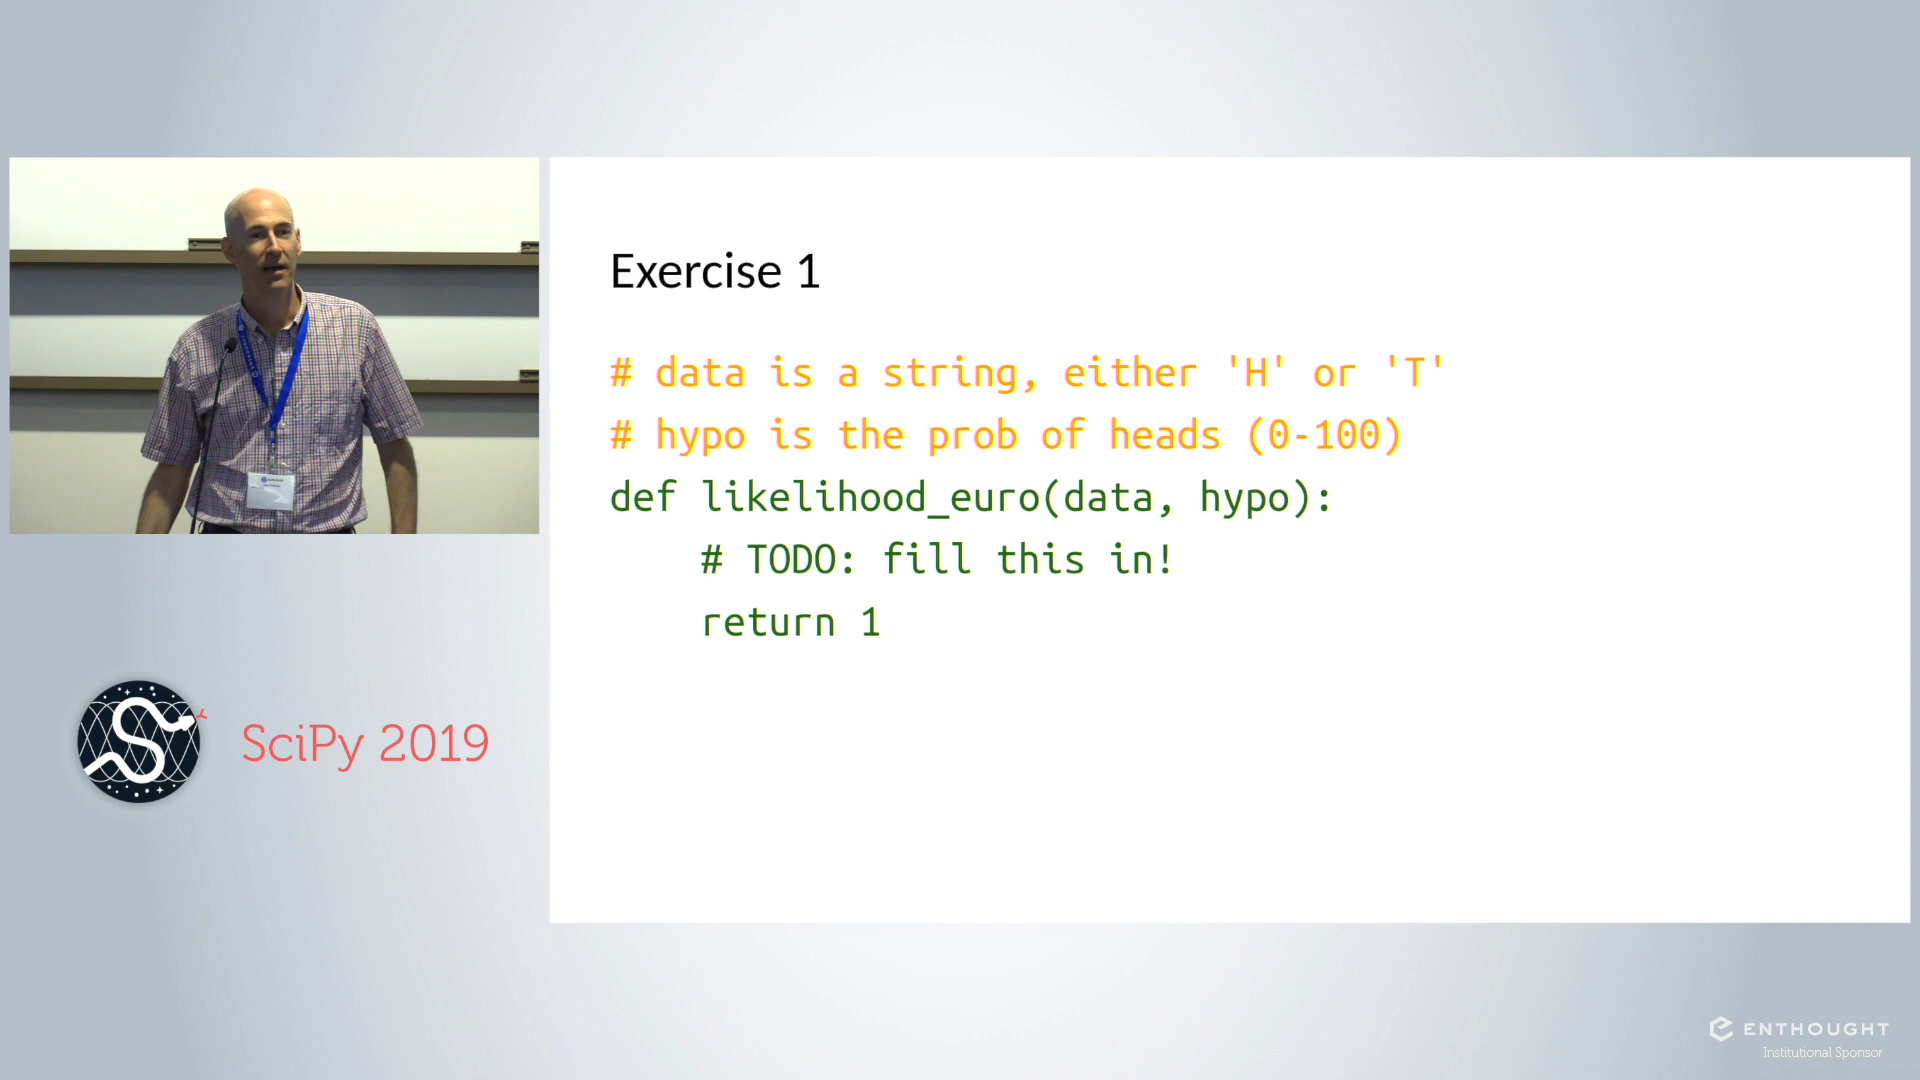 Exercise 1
# data is a string, either 'H' or 'T'
# hypo is the prob of heads (0-100)
def likelihood_euro(data, hypo):
    # TODO: fill this in!
    return 1
SciPy 2019
ENTHOUGHT
Institutional Sponsor